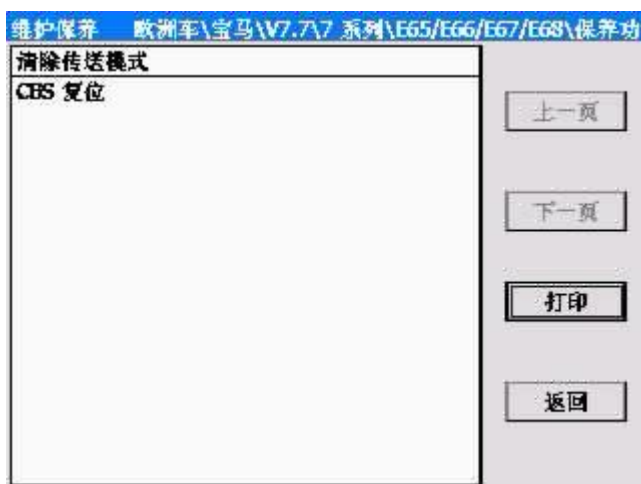 维护保养 欧洲车\宝马\V7.7\7 系列\E65/E66/E67/E68\保养功
清除传送模式
CBS 复位
上一页
下一页
打印
返回